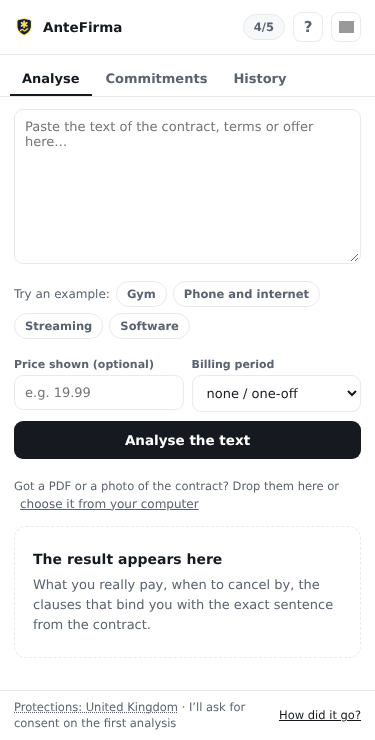 AnteFirma
4/5
?
Analyse
Commitments
History
Paste the text of the contract, terms or offer
here…
Try an example:
Gym
Phone and internet
Streaming
Software
Price shown (optional)
Billing period
e.g. 19.99
none / one-off
Analyse the text
Got a PDF or a photo of the contract? Drop them here or
choose it from your computer
The result appears here
What you really pay, when to cancel by, the
clauses that bind you with the exact sentence
from the contract.
Protections: United Kingdom · I’ll ask for
consent on the first analysis
How did it go?